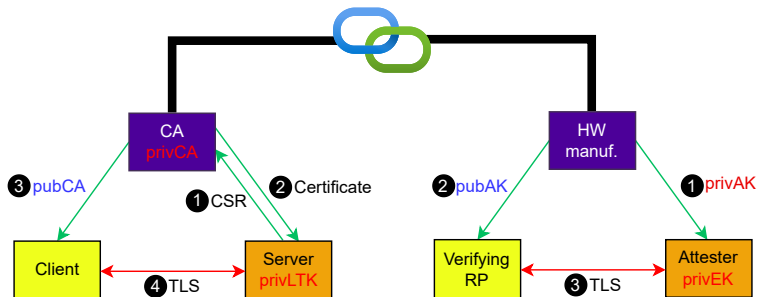 CA
privCA
HW
manuf.
3 pubCA
2 Certificate
1 CSR
2 pubAK
1 privAK
Client
4 TLS
Server
privLTK
Verifying
RP
3 TLS
Attester
privEK